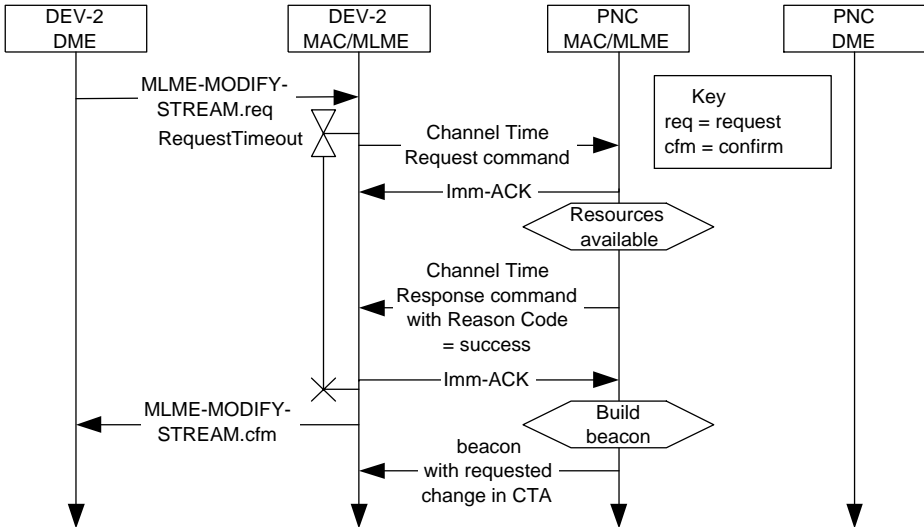 DEV-2
DME
DEV-2
MAC/MLME
PNC
MAC/MLME
PNC
DME
MLME-MODIFY-
STREAM.req
RequestTimeout
Key
req = request
cfm = confirm
Channel Time
Request command
Imm-ACK
Resources
available
Channel Time
Response command
with Reason Code
= success
Imm-ACK
MLME-MODIFY-
STREAM.cfm
Build
beacon
beacon
with requested
change in CTA